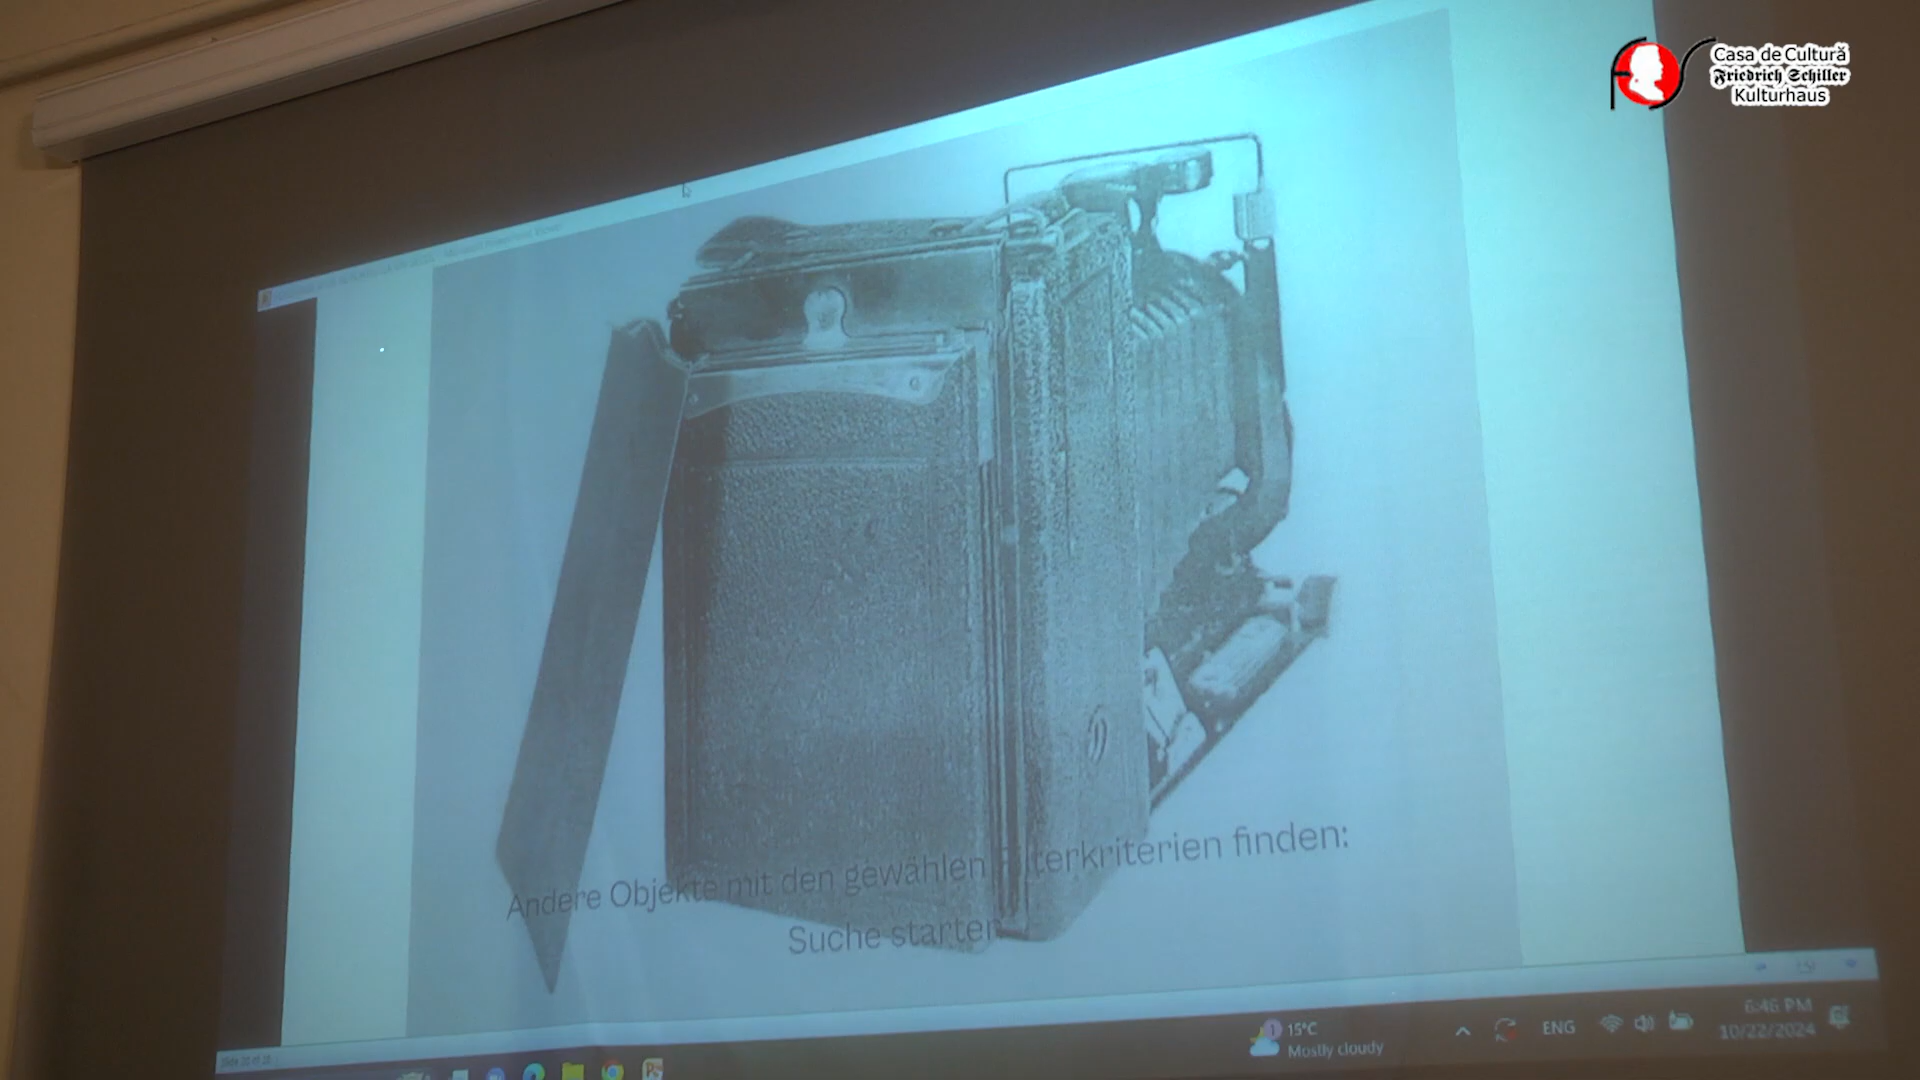 Casa de Cultură
Friedrich Schiller
Kulturhaus
Andere Objekte mit den gewählen Filterkriterien finden:
Suche starten
15°C
Mostly cloudy
ENG
6:46 PM
10/22/2024